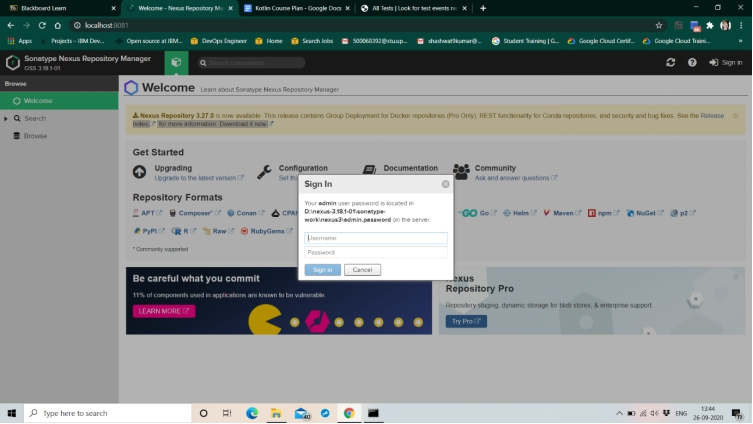 Blackboard Learn
Welcome - Nexus Repository M
Kotlin Course Plan - Google Docs
All Tests | Look for test events ne
localhost:8081
Apps
Projects – IBM Dev...
Open source at IBM...
DevOps Engineer
Home
Search Jobs
500068392@stu.up...
shashwat9kumar@...
Student Training | G...
Google Cloud Certif...
Google Cloud Traini...
Sonatype Nexus Repository Manager
OSS 3.18.1-01
Search components
Sign in
Browse
Welcome Learn about Sonatype Nexus Repository Manager
Welcome
Search
Browse
Nexus Repository 3.27.0 is now available. This release contains Group Deployment for Docker repositories (Pro Only), REST functionality for Conda repositories, and security and bug fixes. See the Release
notes for more information. Download it now.
Get Started
Upgrading
Upgrade to the latest version
Configuration
Set th
Documentation
Community
Ask and answer questions
Repository Formats
APT
Composer*
Conan
CPA
Go
Helm
Maven
npm
NuGet
p2
PyPI
R
Raw
RubyGems
* Community supported
Sign In
Your admin user password is located in
D:\nexus-3.18.1-01\sonatype-
work\nexus3\admin.password on the server.
Username
Password
Sign in
Cancel
Be careful what you commit
11% of components used in applications are known to be vulnerable.
LEARN MORE
exus
Repository Pro
Repository staging, dynamic storage for blob stores, & enterprise support.
Try Pro
Type here to search
40
ENG
13:44
26-09-2020